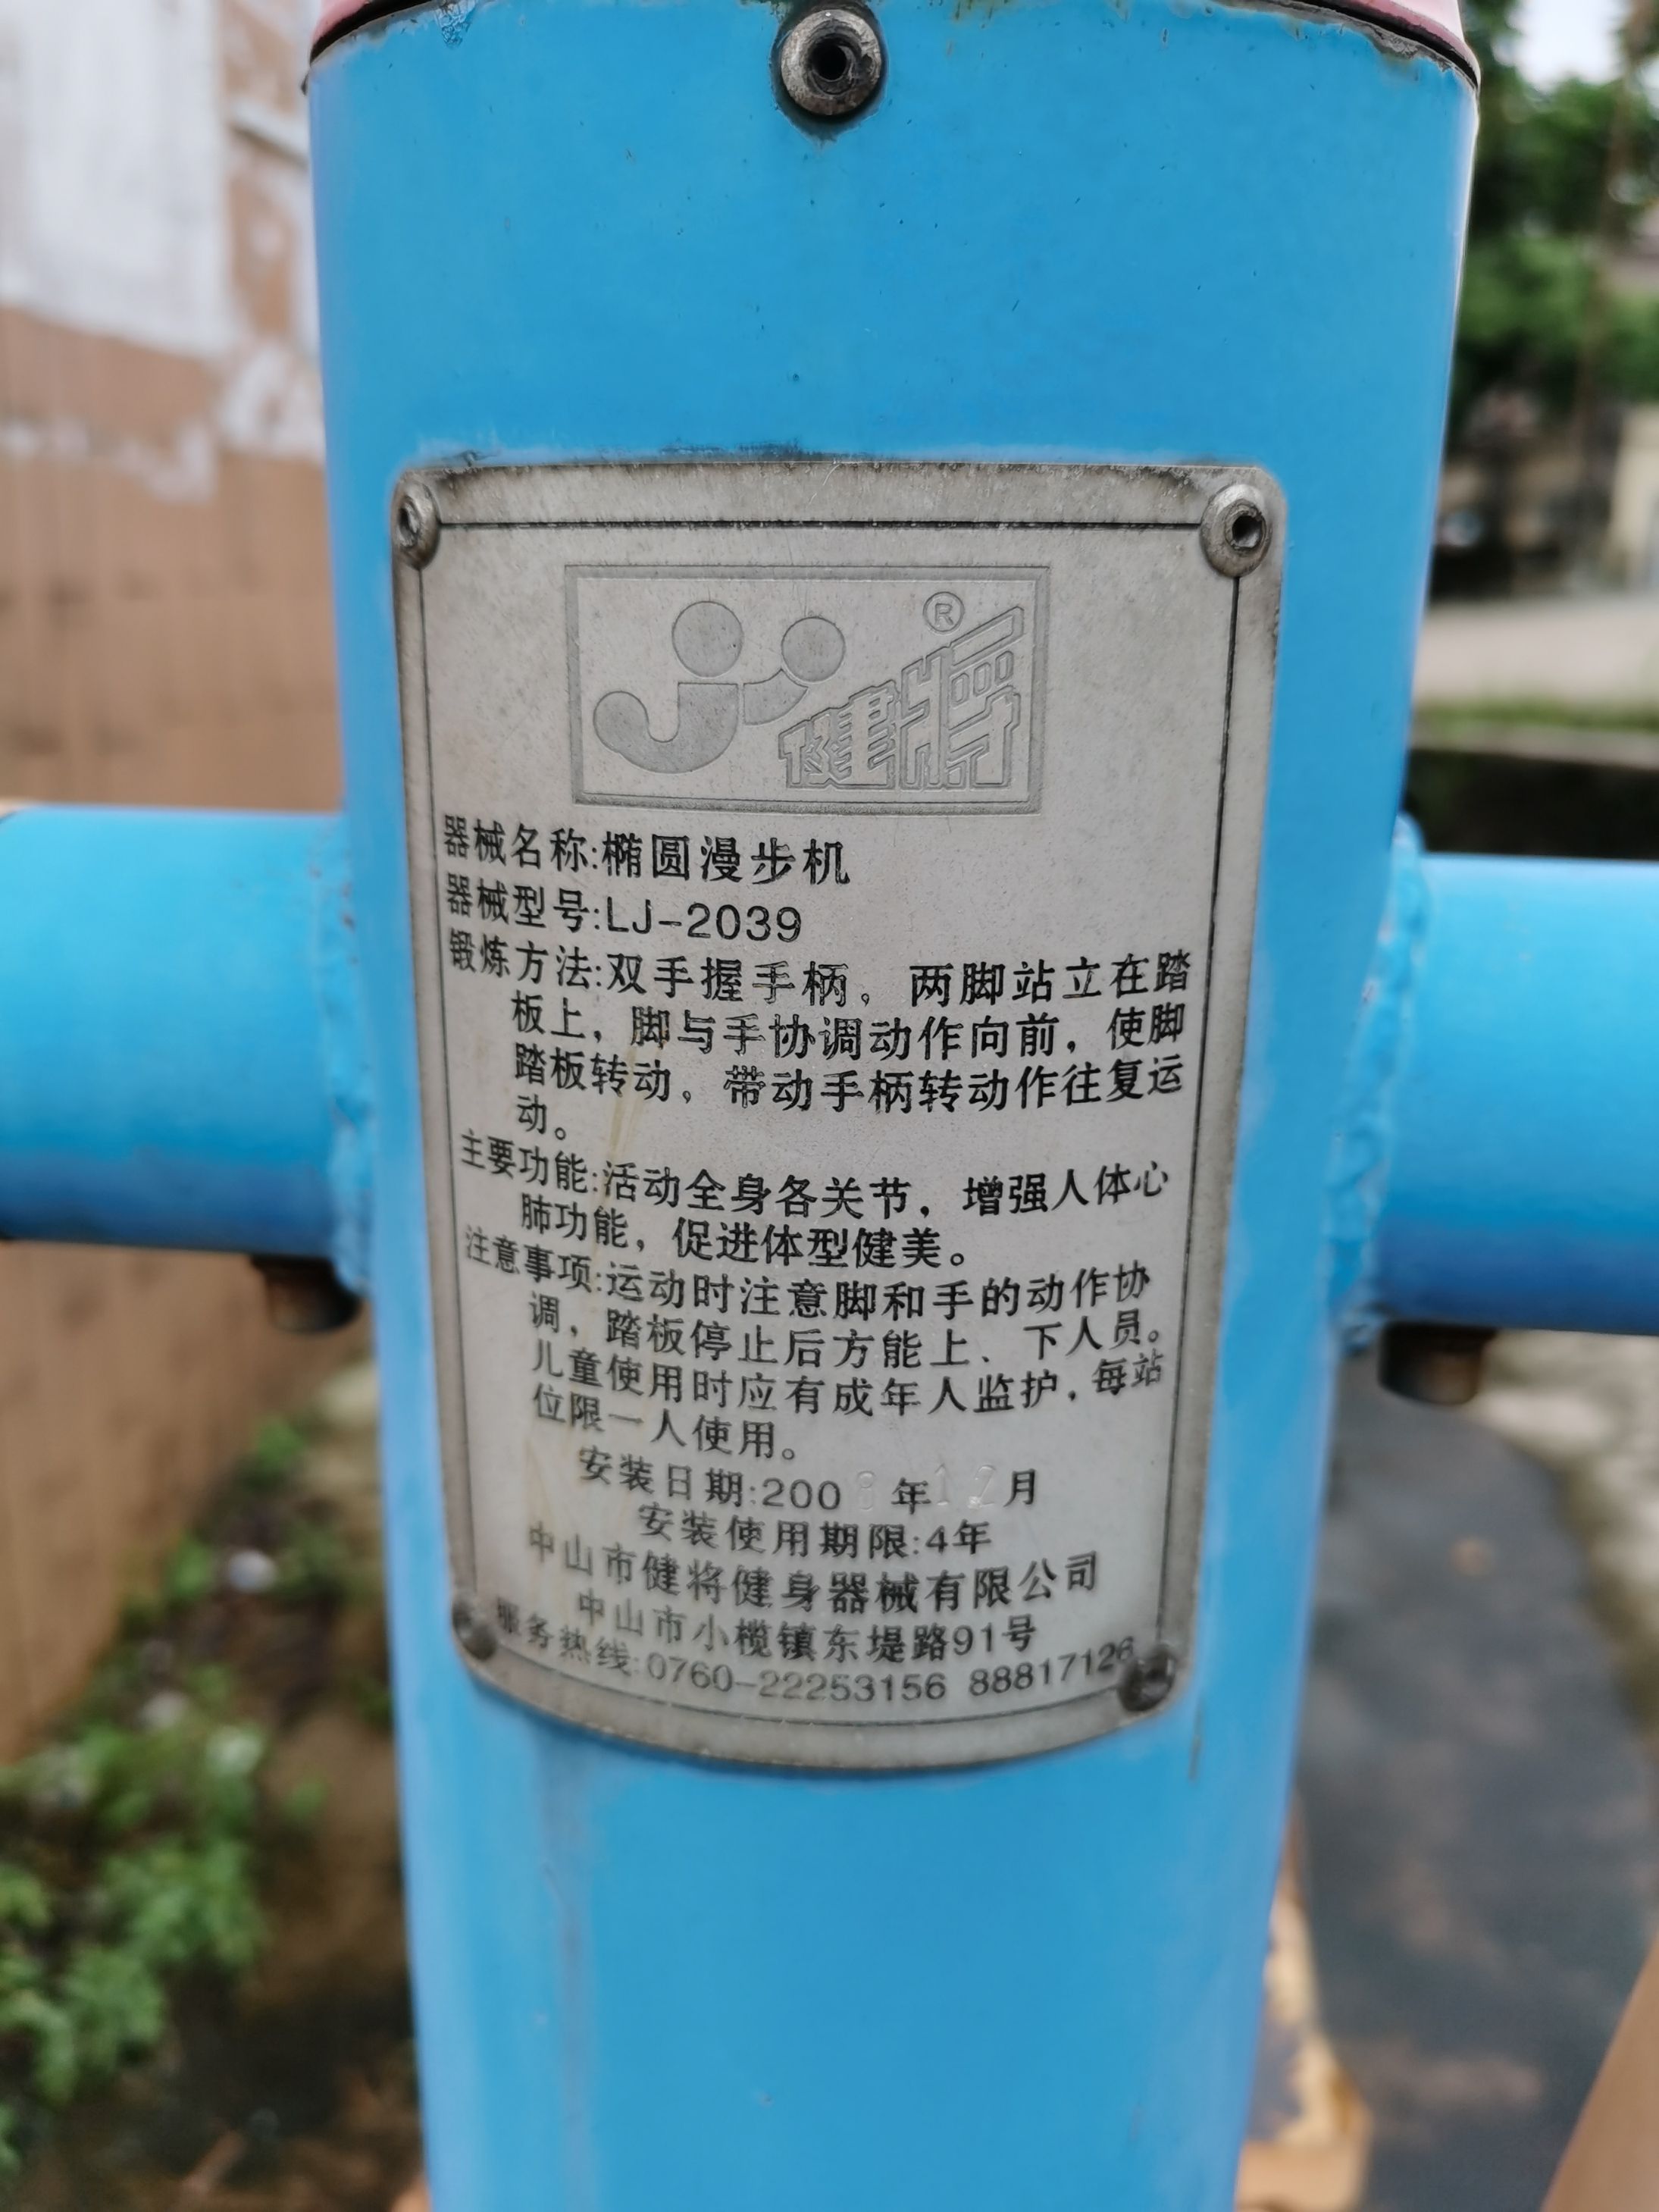 健将®
器械名称:椭圆漫步机
器械型号:LJ-2039
锻炼方法:双手握手柄，两脚站立在踏
板上，脚与手协调动作向前，使脚
踏板转动，带动手柄转动作往复运
动。
主要功能:活动全身各关节，增强人体心
肺功能，促进体型健美。
注意事项:运动时注意脚和手的动作协
调，踏板停止后方能上、下人员。
儿童使用时应有成年人监护，每站
位限一人使用。
安装日期:2008年12月
安装使用期限:4年
中山市健将健身器械有限公司
中山市小榄镇东堤路91号
服务热线:0760-22253156 88817126